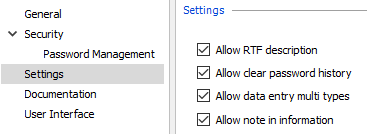 General
Security
Password Management
Settings
Documentation
User Interface
Settings
Allow RTF description
Allow clear password history
Allow data entry multi types
Allow note in information